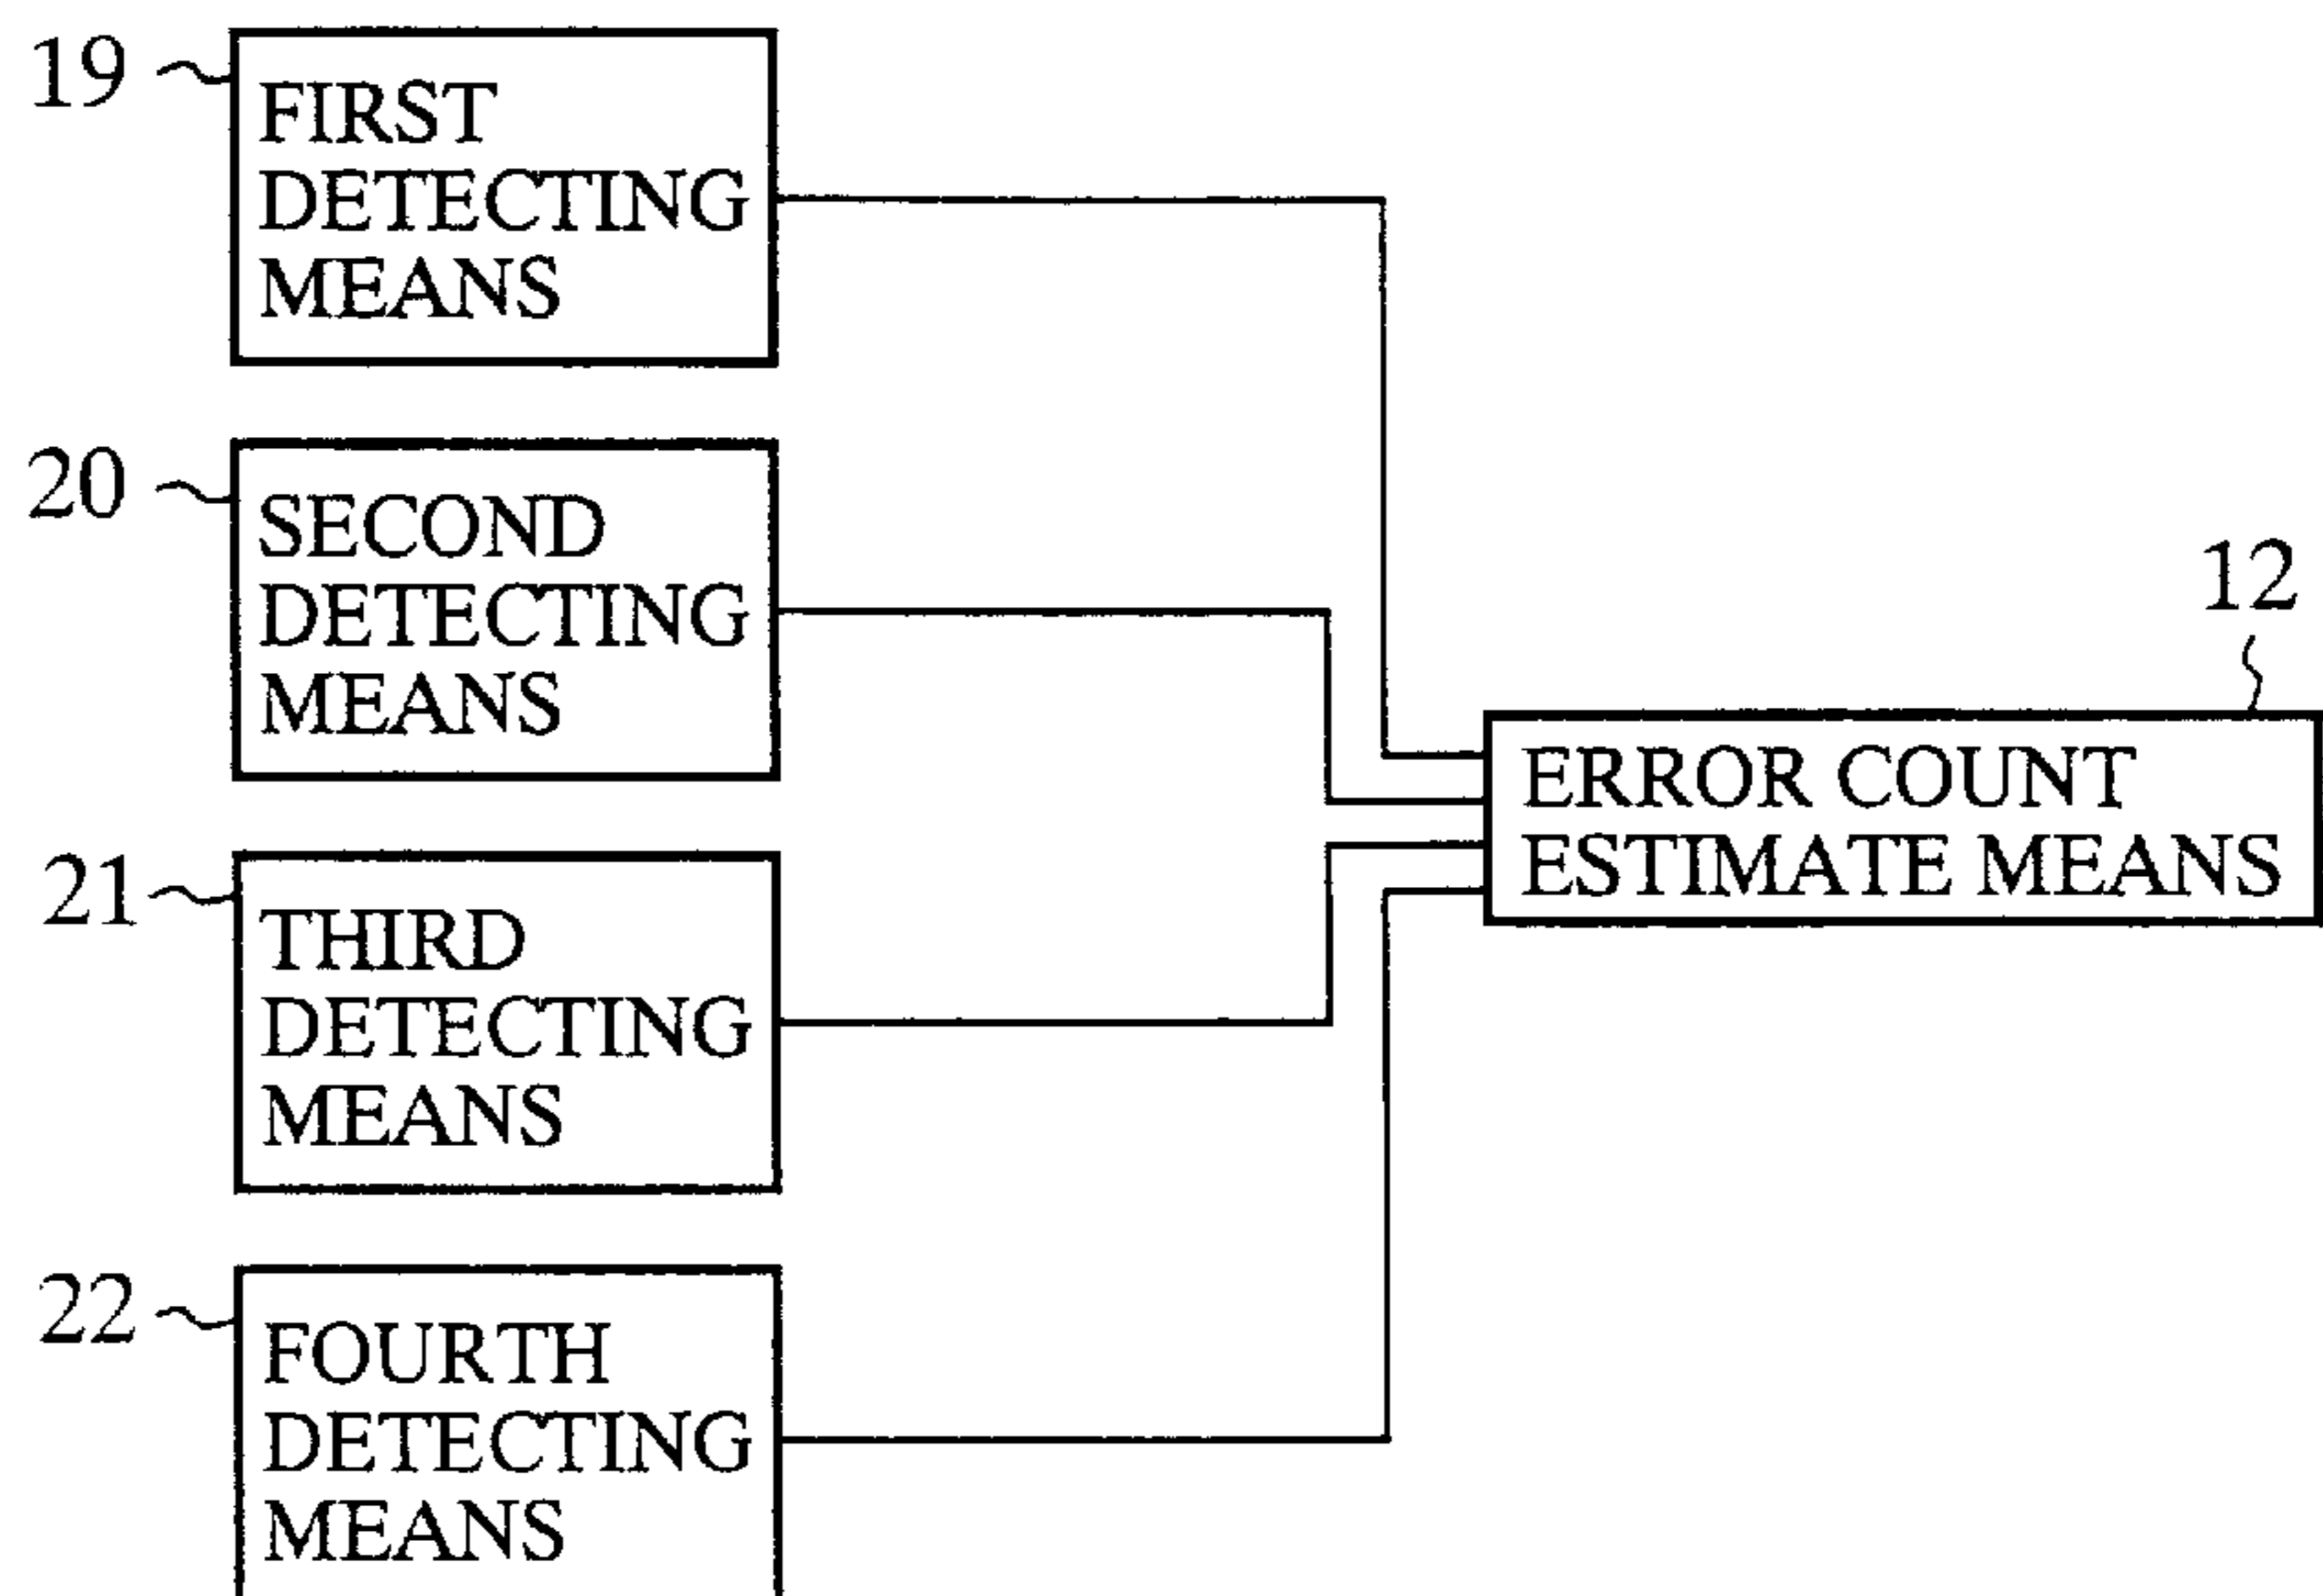 19
FIRST
DETECTING
MEANS
20
SECOND
DETECTING
MEANS
12
ERROR COUNT
ESTIMATE MEANS
21
THIRD
DETECTING
MEANS
22
FOURTH
DETECTING
MEANS